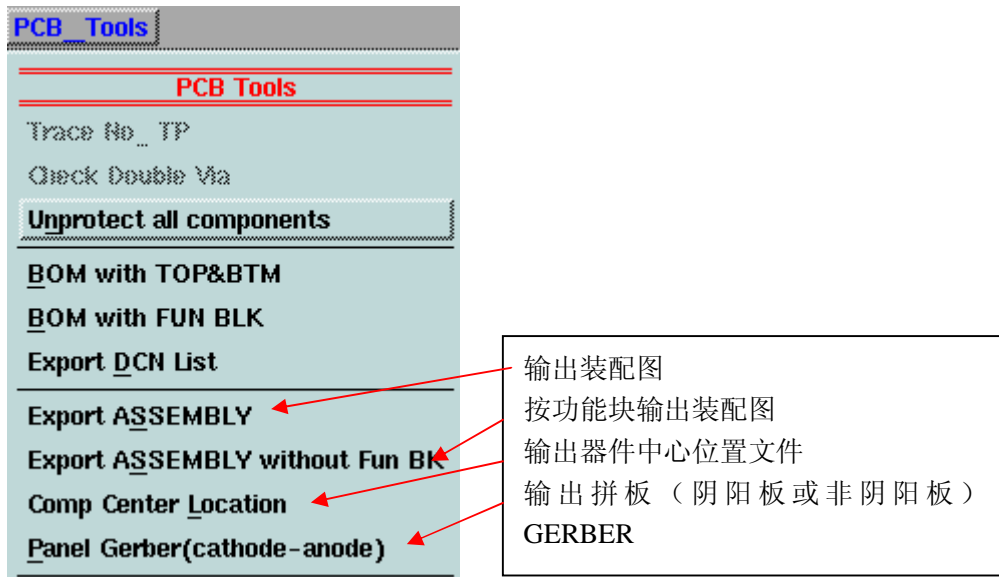 PCB_Tools
PCB Tools
Trace No_ TP
Check Double Via
Unprotect all components
BOM with TOP&BTM
BOM with FUN BLK
Export DCN List
Export ASSEMBLY
Export ASSEMBLY without Fun BK
Comp Center Location
Panel Gerber(cathode-anode)
输出装配图
按功能块输出装配图
输出器件中心位置文件
输出拼板（阴阳板或非阴阳板）
GERBER